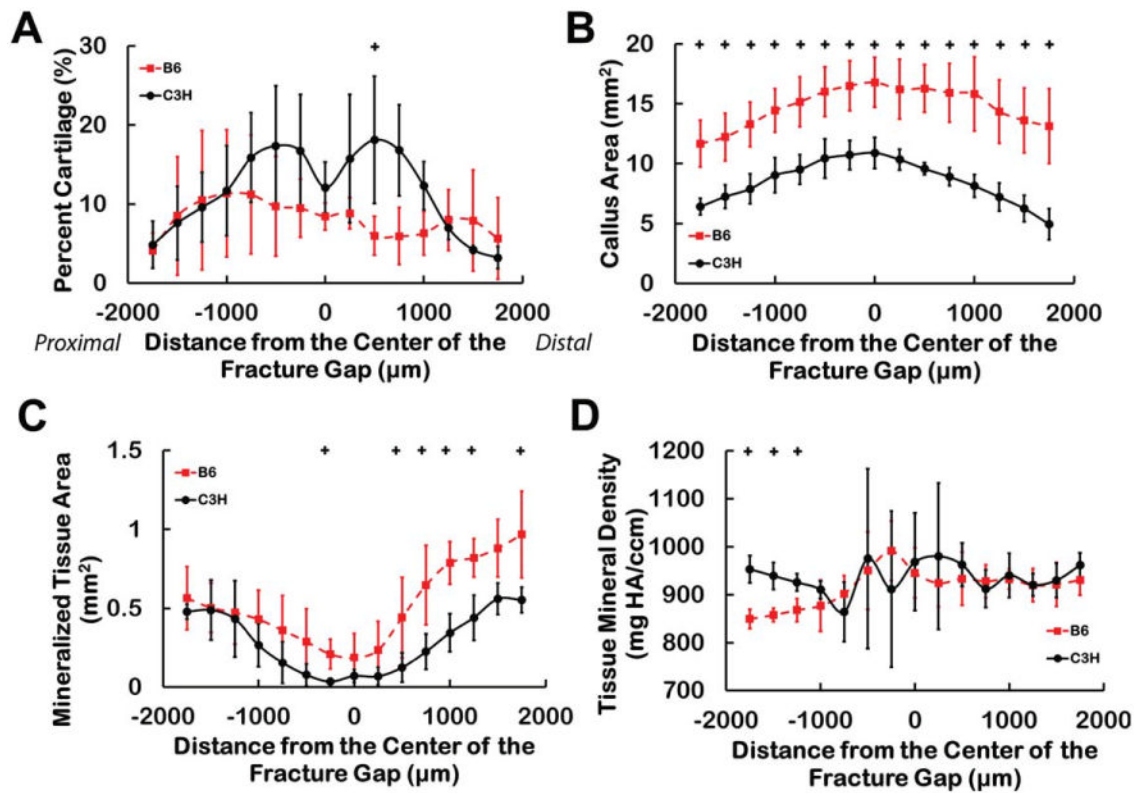 A
Percent Cartilage (%)
30
20
10
0
B6
C3H
+
-2000 -1000 0 1000 2000
Proximal
Distance from the Center of the
Fracture Gap (µm)
Distal
B
Callus Area (mm²)
20
15
10
5
0
+ + + + + + + + + + + + + + +
B6
C3H
-2000 -1000 0 1000 2000
Distance from the Center of the
Fracture Gap (µm)
C
Mineralized Tissue Area
(mm²)
1.5
1
0.5
0
+ + + + + +
B6
C3H
-2000 -1000 0 1000 2000
Distance from the Center of the
Fracture Gap (µm)
D
Tissue Mineral Density
(mg HA/ccm)
1200
1100
1000
900
800
700
+ + +
B6
C3H
-2000 -1000 0 1000 2000
Distance from the Center of the
Fracture Gap (µm)